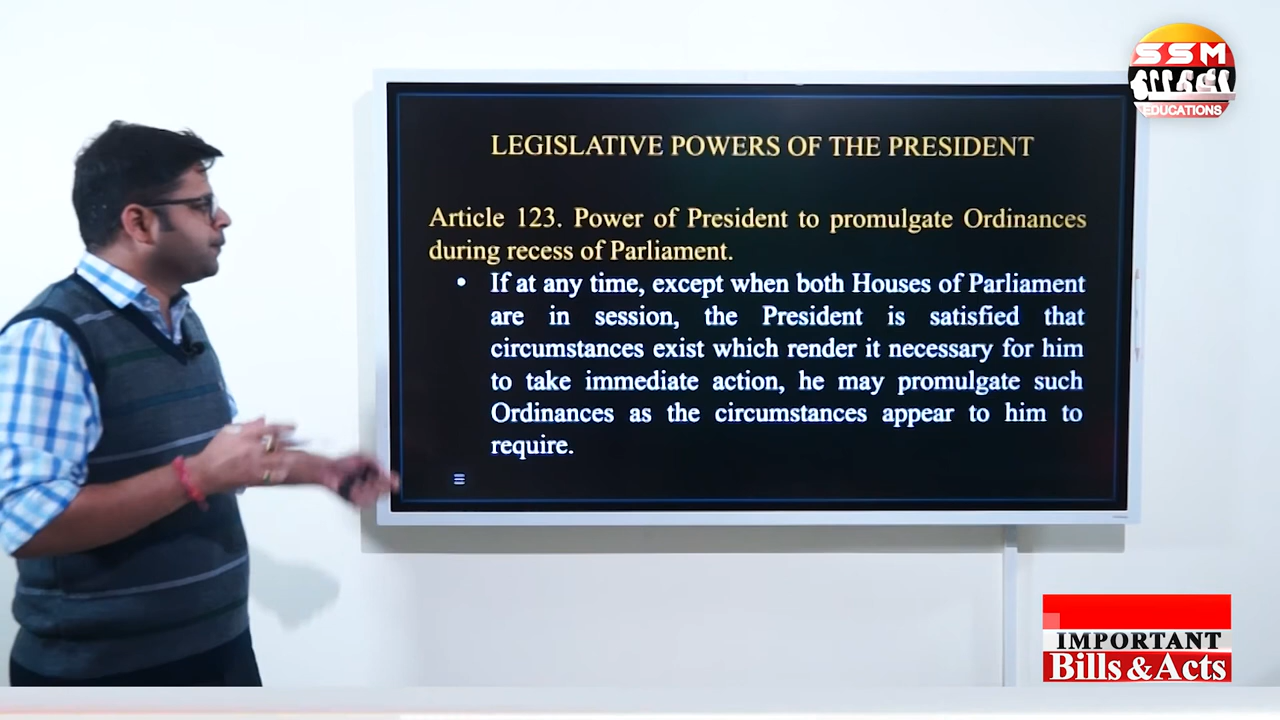 SSM
EDUCATIONS
LEGISLATIVE POWERS OF THE PRESIDENT
Article 123. Power of President to promulgate Ordinances
during recess of Parliament.
• If at any time, except when both Houses of Parliament
are in session, the President is satisfied that
circumstances exist which render it necessary for him
to take immediate action, he may promulgate such
Ordinances as the circumstances appear to him to
require.
IMPORTANT
Bills & Acts